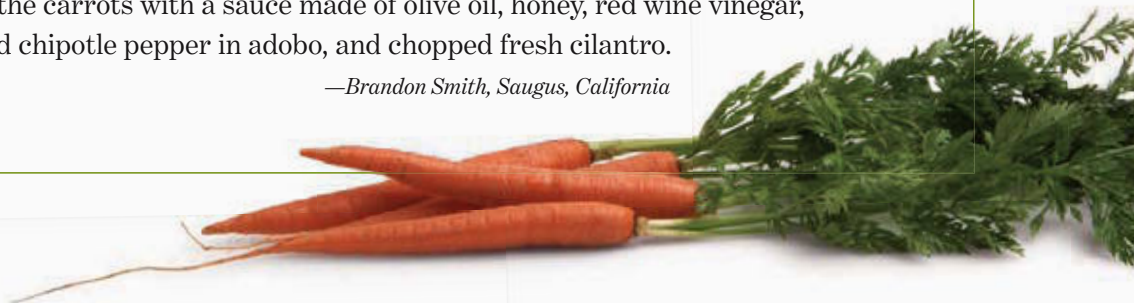 the carrots with a sauce made of olive oil, honey, red wine vinegar,
chipotle pepper in adobo, and chopped fresh cilantro.
—Brandon Smith, Saugus, California